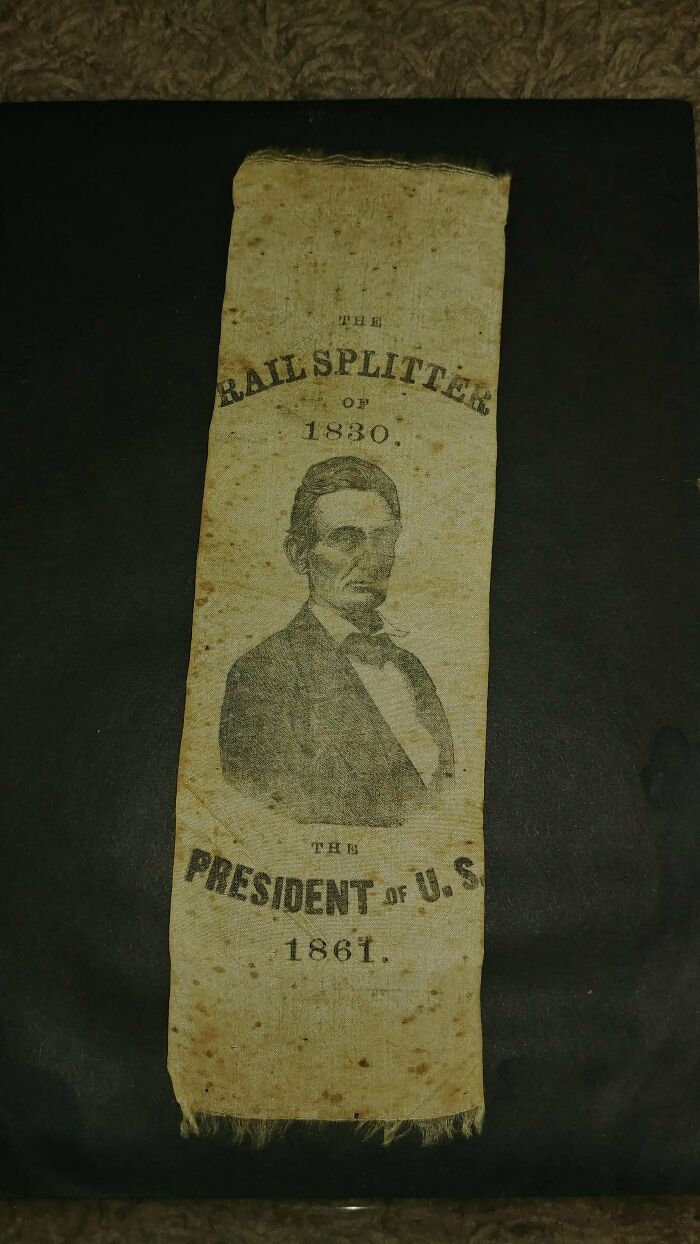 THE
RAIL SPLITTER
OF
1830.
THE
PRESIDENT OF U. S.
1861.